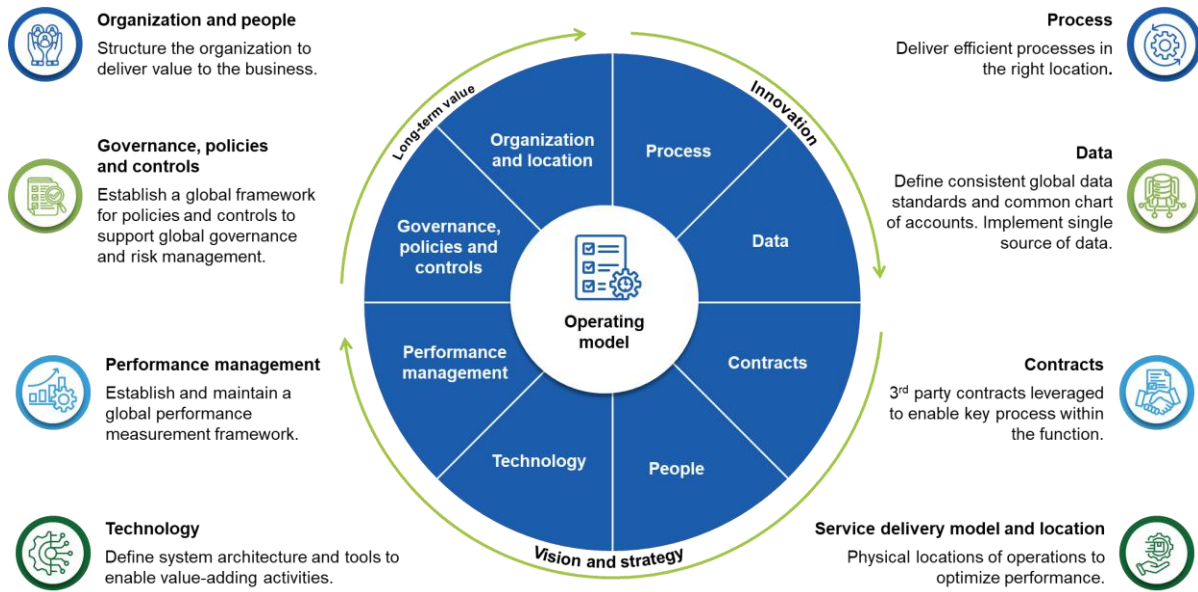 Organization and people
Structure the organization to
deliver value to the business.
Governance, policies
and controls
Establish a global framework
for policies and controls to
support global governance
and risk management.
Performance management
Establish and maintain a
global performance
measurement framework.
Technology
Define system architecture and tools to
enable value-adding activities.
Long-term value
Innovation
Vision and strategy
Organization
and location
Process
Governance,
policies and
controls
Data
Operating
model
Performance
management
Contracts
Technology
People
Process
Deliver efficient processes in
the right location.
Data
Define consistent global data
standards and common chart
of accounts. Implement single
source of data.
Contracts
3rd party contracts leveraged
to enable key process within
the function.
Service delivery model and location
Physical locations of operations to
optimize performance.